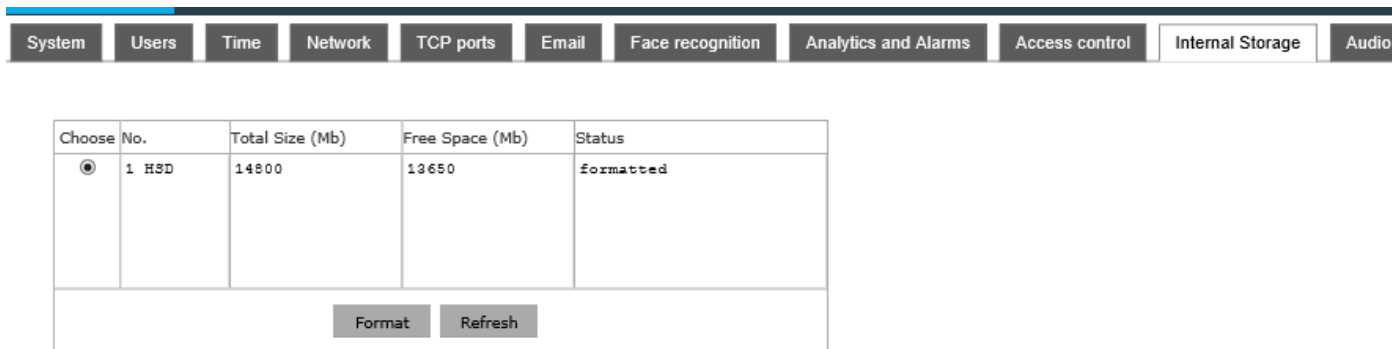 System Users Time Network TCP ports Email Face recognition Analytics and Alarms Access control Internal Storage Audio
Choose No. Total Size (Mb) Free Space (Mb) Status
1 HSD 14800 13650 formatted
Format Refresh